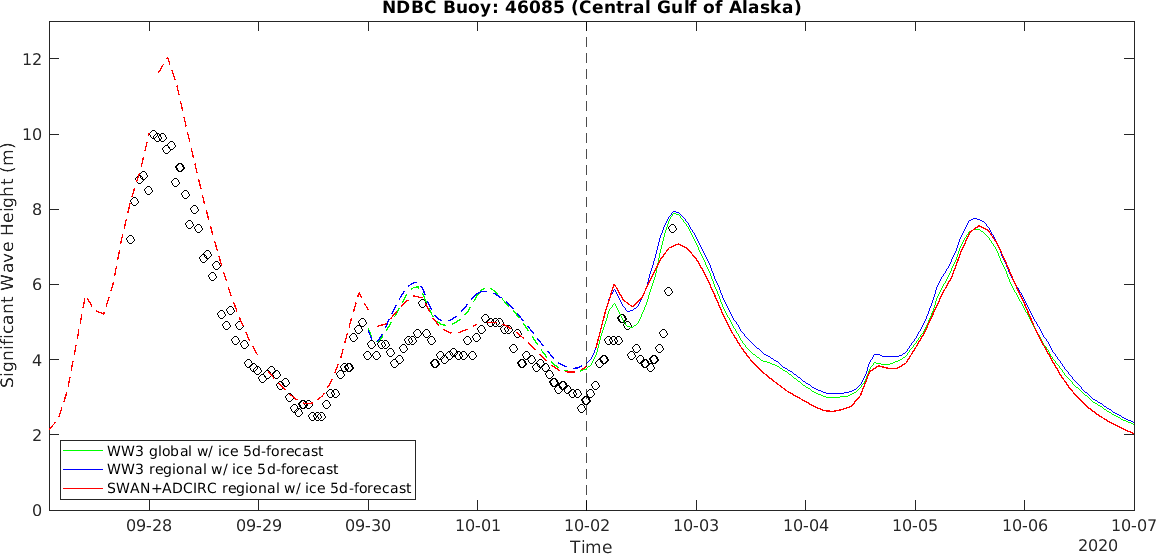 NDBC Buoy: 46085 (Central Gulf of Alaska)
Significant Wave Height (m)
12
10
8
6
4
2
0
WW3 global w/ ice 5d-forecast
WW3 regional w/ ice 5d-forecast
SWAN+ADCIRC regional w/ ice 5d-forecast
09-28 09-29 09-30 10-01 10-02 10-03 10-04 10-05 10-06 10-07
Time
2020